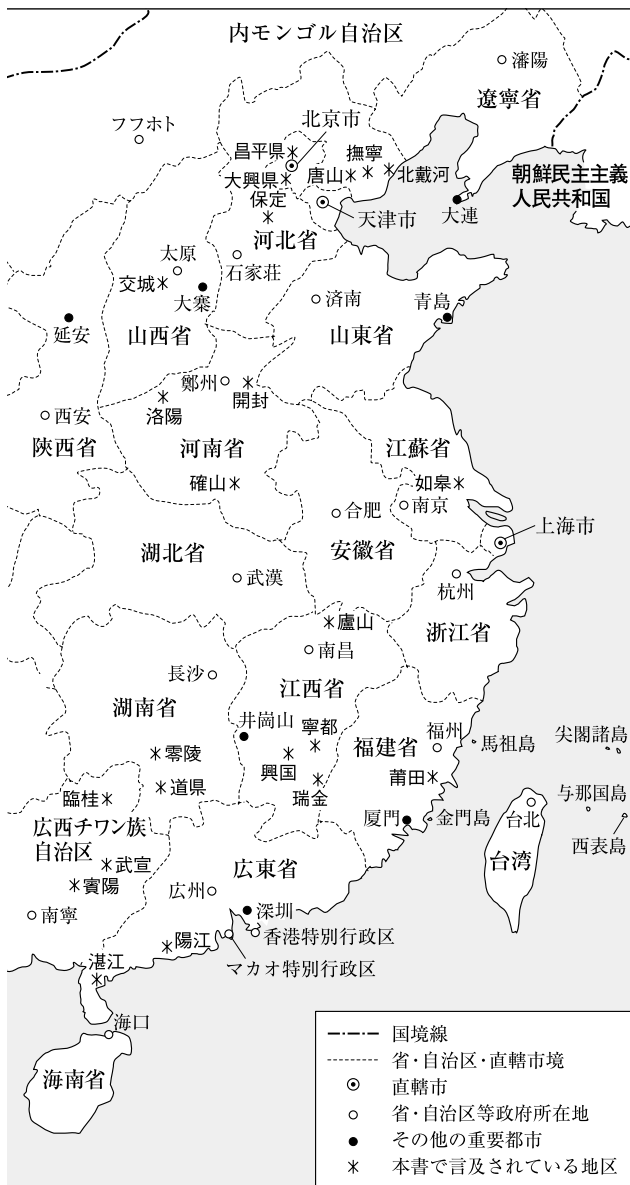 内モンゴル自治区
瀋陽
遼寧省
フフホト
北京市
昌平県
撫寧
大興県
唐山
北戴河
朝鮮民主主義
人民共和国
保定
天津市
大連
河北省
太原
石家荘
交城
大寨
済南
青島
延安
山西省
山東省
鄭州
開封
洛陽
西安
陝西省
河南省
江蘇省
確山
如皋
合肥
南京
上海市
湖北省
安徽省
武漢
杭州
廬山
浙江省
南昌
長沙
江西省
湖南省
井崗山
寧都
福建省
福州
馬祖島
尖閣諸島
零陵
興国
莆田
道県
瑞金
臨桂
厦門
金門島
与那国島
台北
西表島
広西チワン族
自治区
武宣
広東省
台湾
賓陽
広州
南寧
深圳
陽江
香港特別行政区
湛江
マカオ特別行政区
海口
海南省
国境線
省・自治区・直轄市境
直轄市
省・自治区等政府所在地
その他の重要都市
本書で言及されている地区